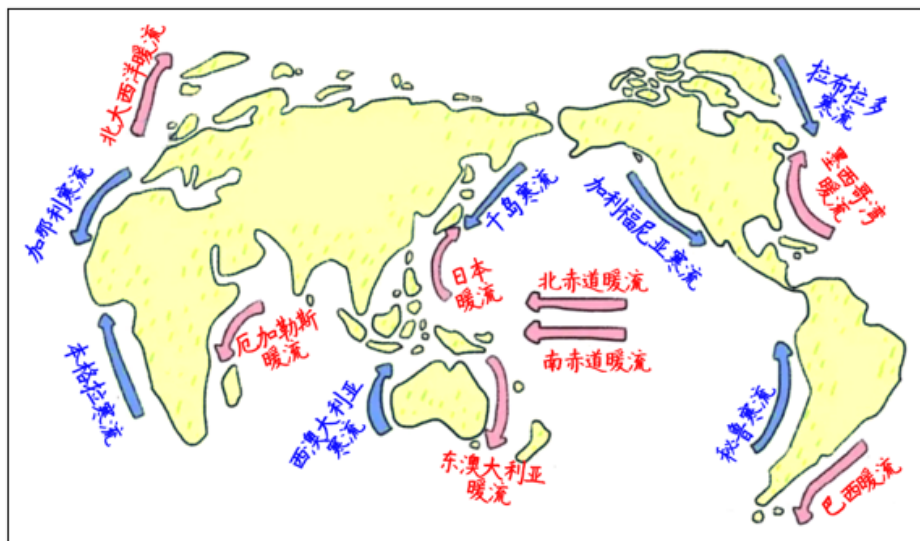 北大西洋暖流
拉布拉多
寒流
墨西哥湾
暖流
加那利寒流
千岛寒流
加利福尼亚寒流
日本
暖流
北赤道暖流
厄加勒斯
暖流
南赤道暖流
本格拉寒流
西澳大利亚
寒流
东澳大利亚
暖流
秘鲁寒流
巴西暖流